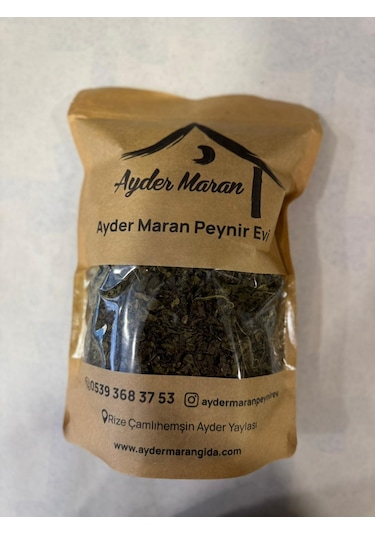 Ayder Maran
Ayder Maran Peynir Evi
0539 368 37 53 aydermaranpeynirevi
Rize Çamlıhemşin Ayder Yaylası
www.aydermarangida.com